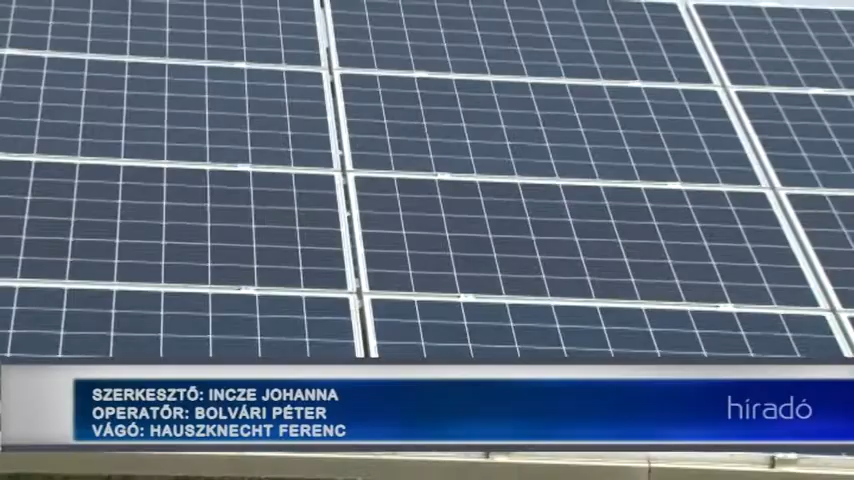 SZERKESZTŐ: INCZE JOHANNA
OPERATŐR: BOLVÁRI PÉTER
VÁGÓ: HAUSZKNECHT FERENC
híradó